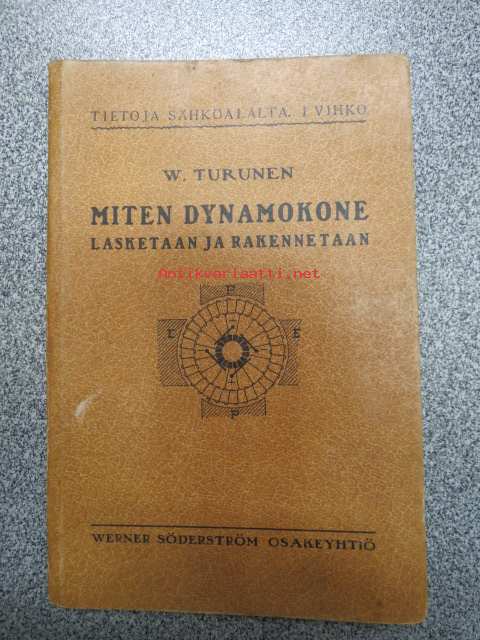 TIETOJA SÄHKÖALALTA. I VIHKO
W. TURUNEN
MITEN DYNAMOKONE
LASKETAAN JA RAKENNETAAN
Antikvariaatti.net
P
E E
P
WERNER SÖDERSTRÖM OSAKEYHTIÖ